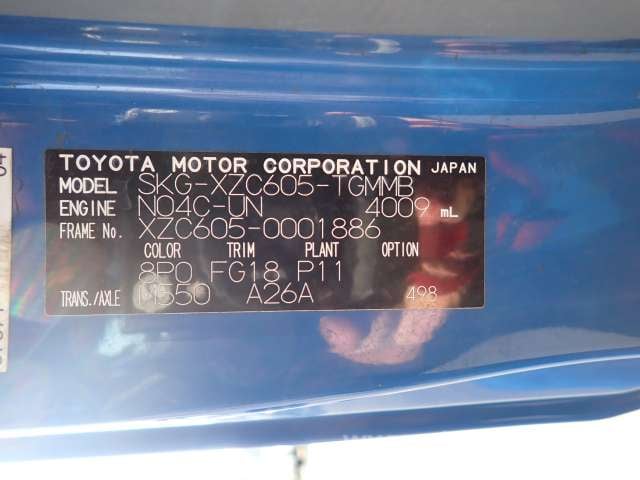 TOYOTA MOTOR CORPORATION JAPAN
MODEL SKG-XZC605-TGMMB
ENGINE N04C-UN 4009 mL
FRAME No. XZC605-0001886
COLOR TRIM PLANT OPTION
8P0 FG18 P11
TRANS./AXLE M550 A26A 498